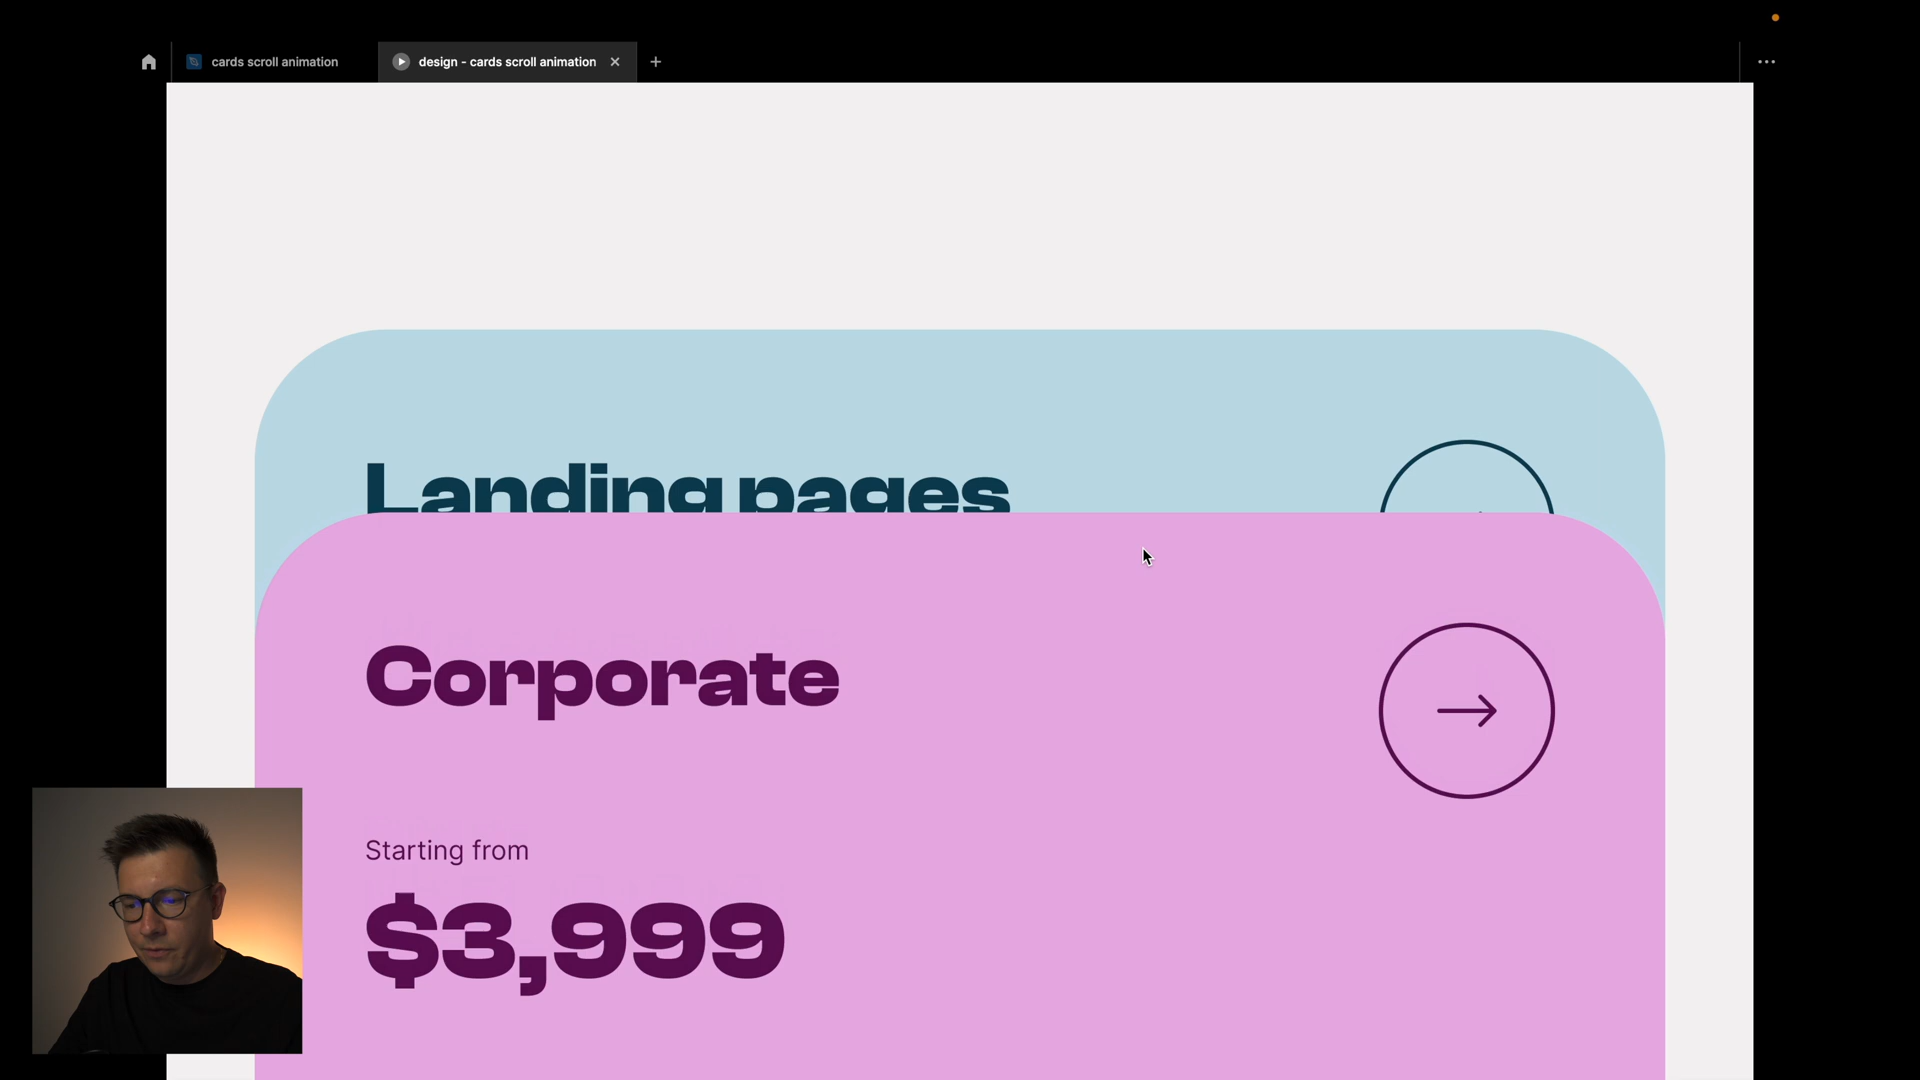 cards scroll animation
design - cards scroll animation
Landing pages
Corporate
Starting from
$3,999